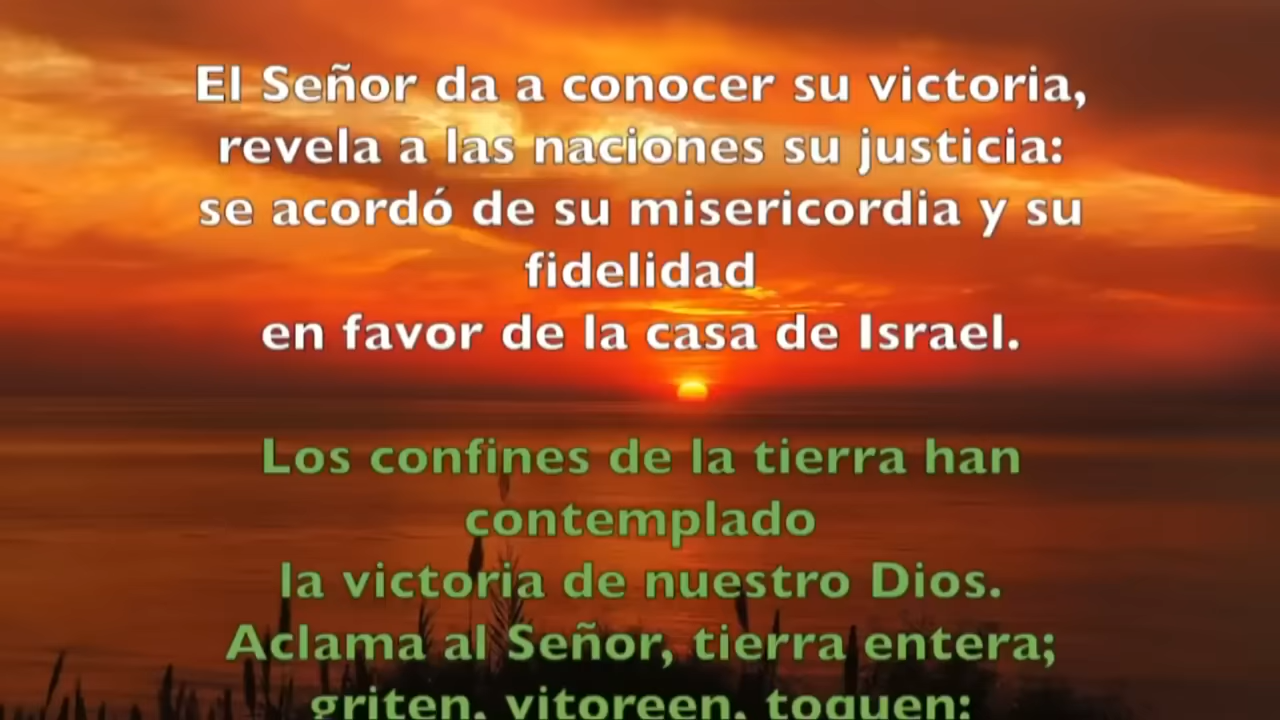 El Señor da a conocer su victoria,
revela a las naciones su justicia:
se acordó de su misericordia y su
fidelidad
en favor de la casa de Israel.
Los confines de la tierra han
contemplado
la victoria de nuestro Dios.
Aclama al Señor, tierra entera;
griten, vitoreen, toquen: